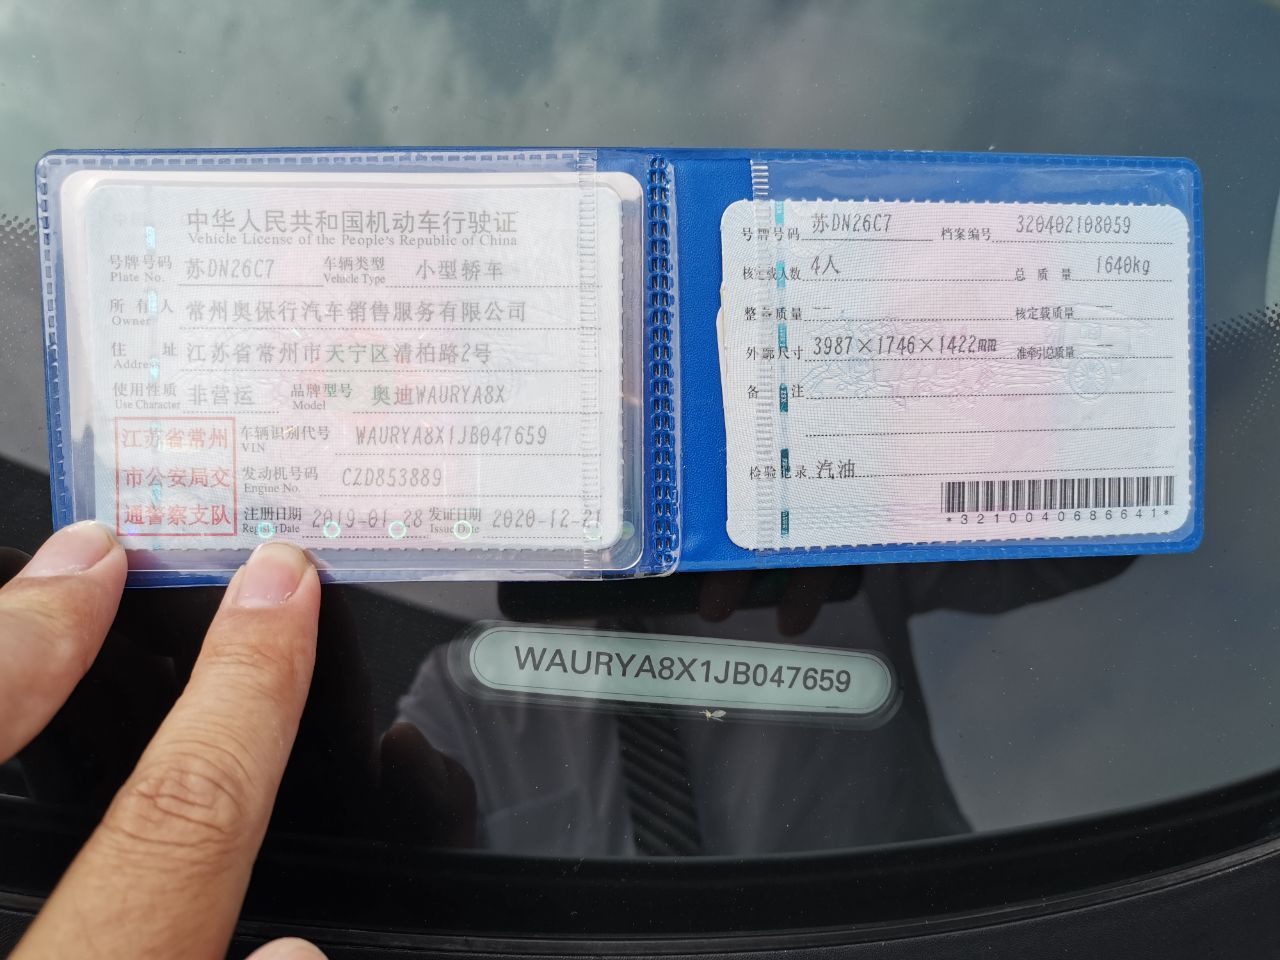 中华人民共和国机动车行驶证
Vehicle License of the People's Republic of China
号牌号码 苏DN26C7 车辆类型 小型轿车
Plate No. Vehicle Type
所有人 常州奥保行汽车销售服务有限公司
Owner
住址 江苏省常州市天宁区清柏路2号
Address
使用性质 非营运 品牌型号 奥迪WAURYA8X
Use Character Model
江苏省常州
市公安局交
通警察支队
车辆识别代号 WAURYA8X1JB047659
VIN
发动机号码 CZD853889
Engine No.
注册日期 2019-01-28 发证日期 2020-12-21
Register Date Issue Date
号牌号码 苏DN26C7 档案编号 320402108059
核定载人数 4人 总质量 1640kg
整备质量 -- 核定载质量 --
外廓尺寸 3987×1746×1422mm 准牵引总质量 --
备注
检验记录 汽油
*3210040686641*
WAURYA8X1JB047659